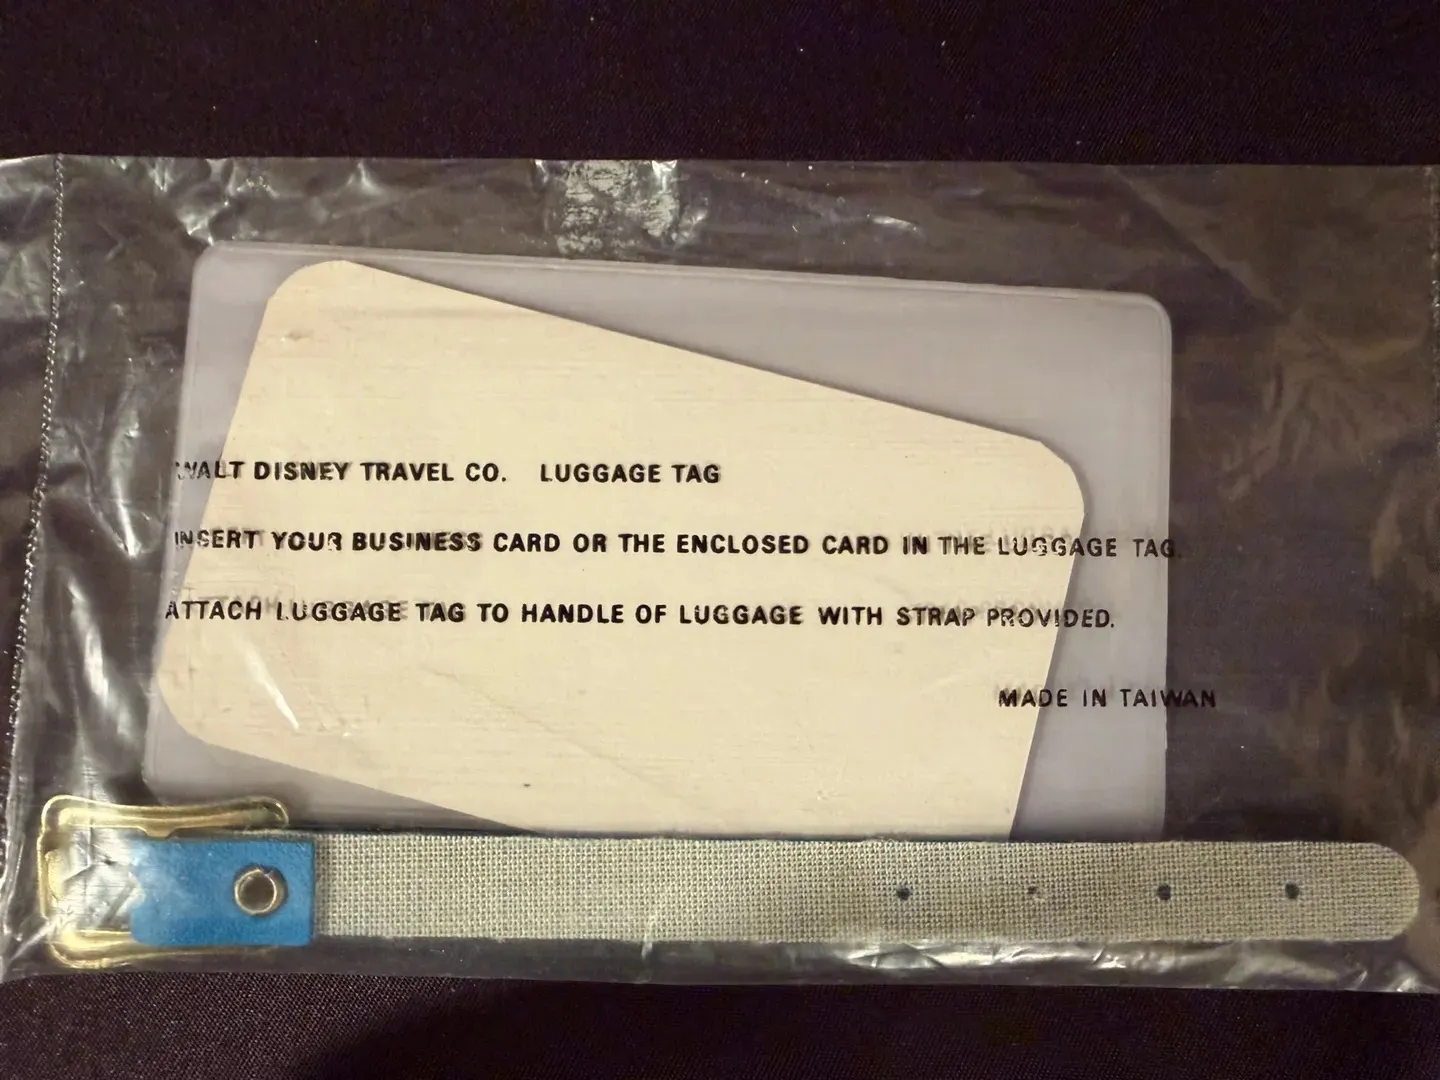 WALT DISNEY TRAVEL CO. LUGGAGE TAG
INSERT YOUR BUSINESS CARD OR THE ENCLOSED CARD IN THE LUGGAGE TAG.
ATTACH LUGGAGE TAG TO HANDLE OF LUGGAGE WITH STRAP PROVIDED.
MADE IN TAIWAN